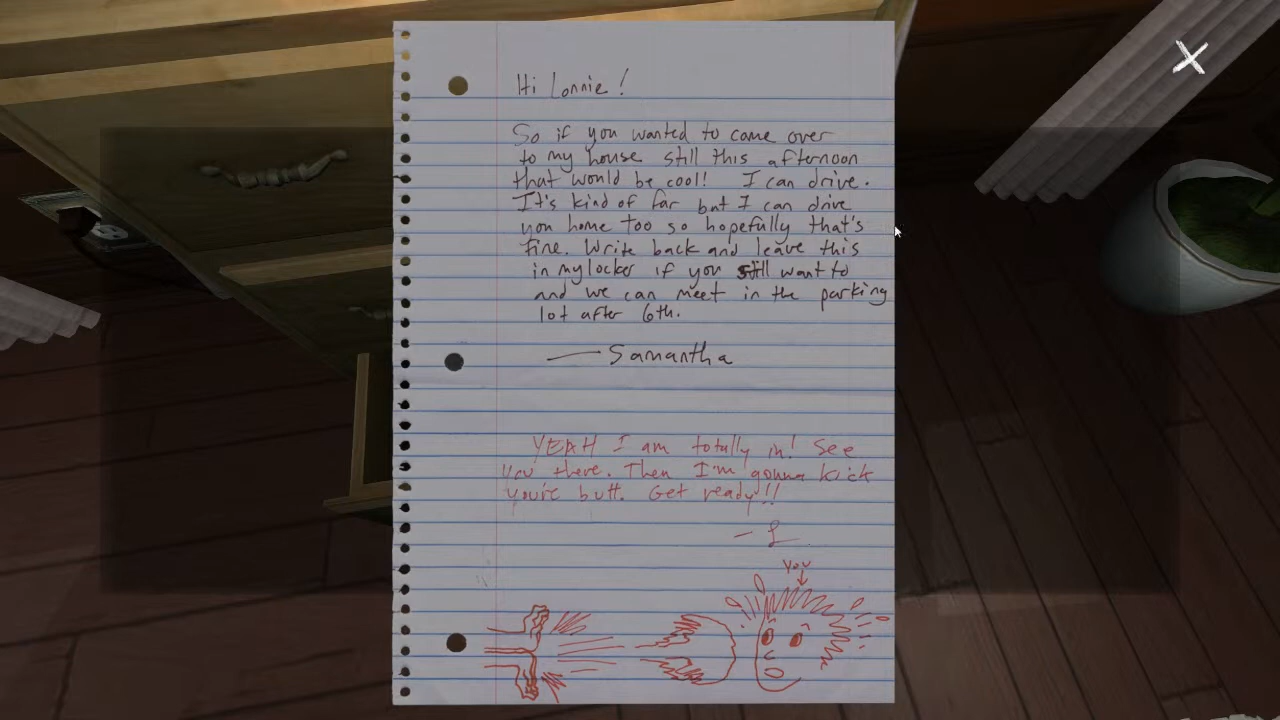 Hi Lonnie!
So if you wanted to come over
to my house still this afternoon
that would be cool! I can drive.
It's kind of far but I can drive
you home too so hopefully that's
fine. Write back and leave this
in my locker if you still want to
and we can meet in the parking
lot after 6th.
— Samantha
YEAH I am totally in! See
you there. Then I'm gonna kick
you're butt. Get ready!!
- L
you